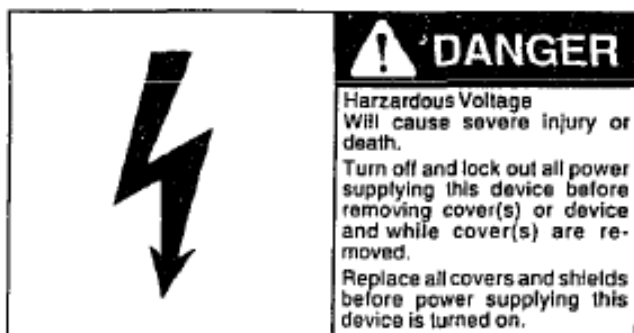 DANGER
Harzardous Voltage
Will cause severe injury or
death.
Turn off and lock out all power
supplying this device before
removing cover(s) or device
and while cover(s) are re-
moved.
Replace all covers and shields
before power supplying this
device is turned on.